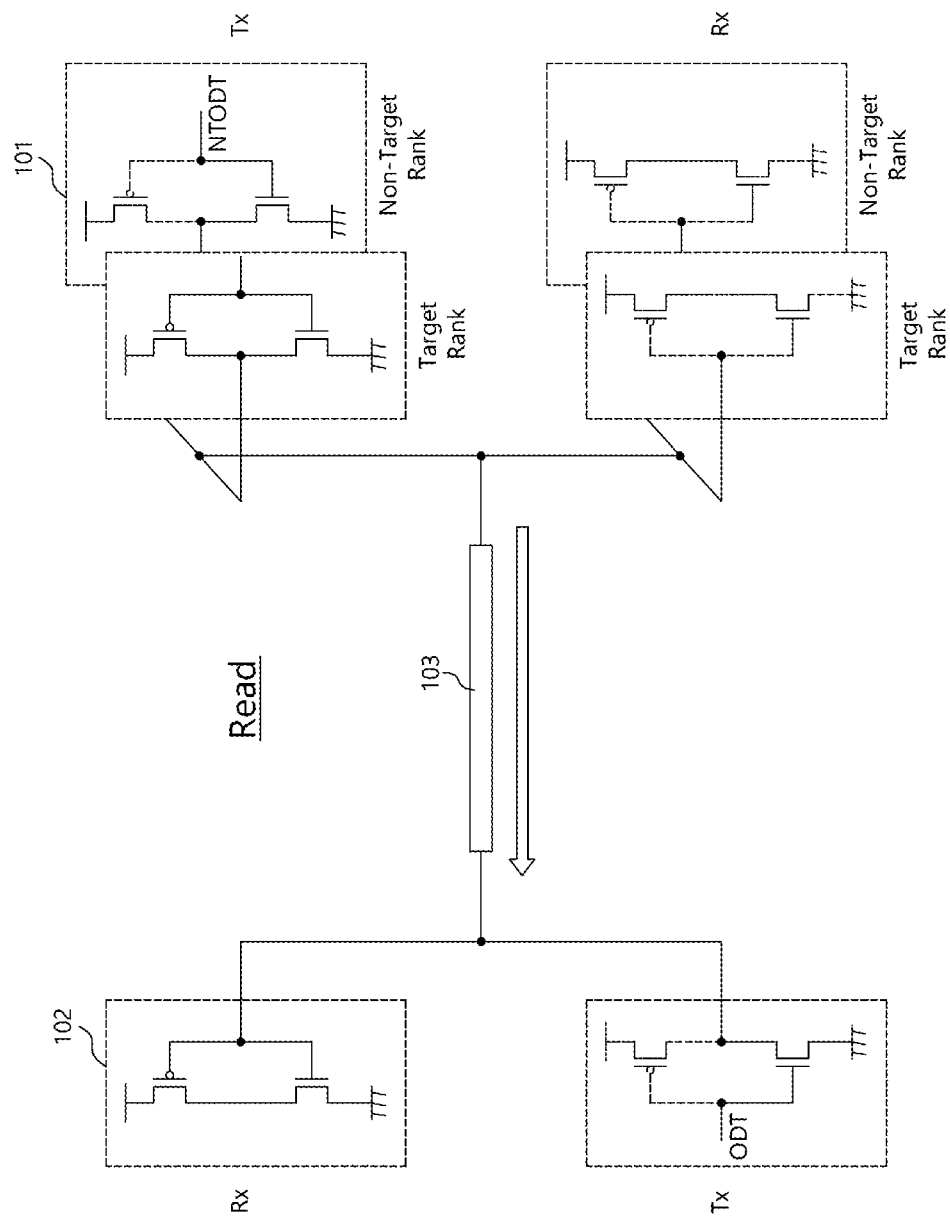 101
102
NTODT
Rx
Read
Tx
Non-Target
Rank
Target
Rank
103
Tx
ODT
Rx
Non-Target
Rank
Target
Rank